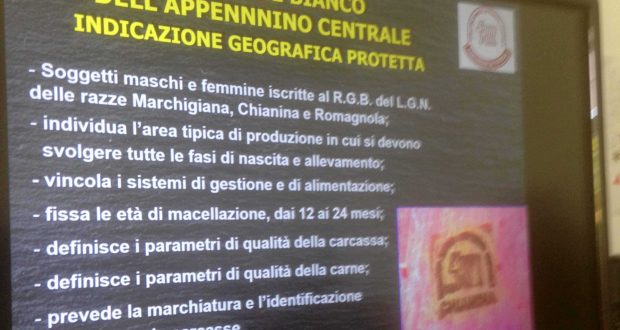 BIANCO
DELL'APPENNNINO CENTRALE
INDICAZIONE GEOGRAFICA PROTETTA
- Soggetti maschi e femmine iscritte al R.G.B. del L.G.N.
delle razze Marchigiana, Chianina e Romagnola;
- individua l'area tipica di produzione in cui si devono
svolgere tutte le fasi di nascita e allevamento;
- vincola i sistemi di gestione e di alimentazione;
- fissa le età di macellazione, dai 12 ai 24 mesi;
- definisce i parametri di qualità della carcassa;
- definisce i parametri di qualità della carne;
- prevede la marchiatura e l'identificazione